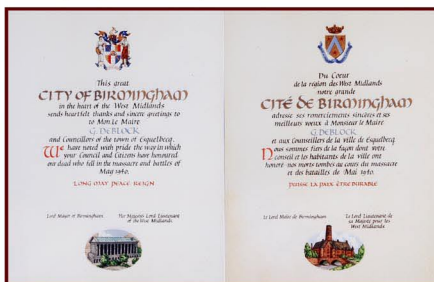 This great
CITY OF BIRMINGHAM
in the heart of the West Midlands
sends heartfelt thanks and sincere greetings to
to Mon Le Maire
G. DEBLOCK
and Councillors of the town of Esquelbecq.
We have noted with pride the way in which
your Council and Citizens have honoured
our dead who fell in the massacre and battles of
May 1940.
LONG MAY PEACE REIGN
Lord Mayor of Birmingham
The Majestys Lord Lieutenant
of the West Midlands
Du Coeur
de la region des West Midlands
notre grande
CITÉ DE BIRMINGHAM
adresse ses remerciements sinceres et ses
meilleurs voeux à Monsieur le Maire
G. DEBLOCK
et aux Conseillers de la ville de Esquelbecq
Nous sommes fiers de la façon dont votre
conseil et les habitants de la ville ont
honoré nos morts tombés au cours du massacre
et des batailles de Mai 1940.
PUISSE LA PAIX ÊTRE DURABLE
Le Lord Maire de Birmingham
Le Lord Lieutenant de
sa Majesté pour les
West Midlands